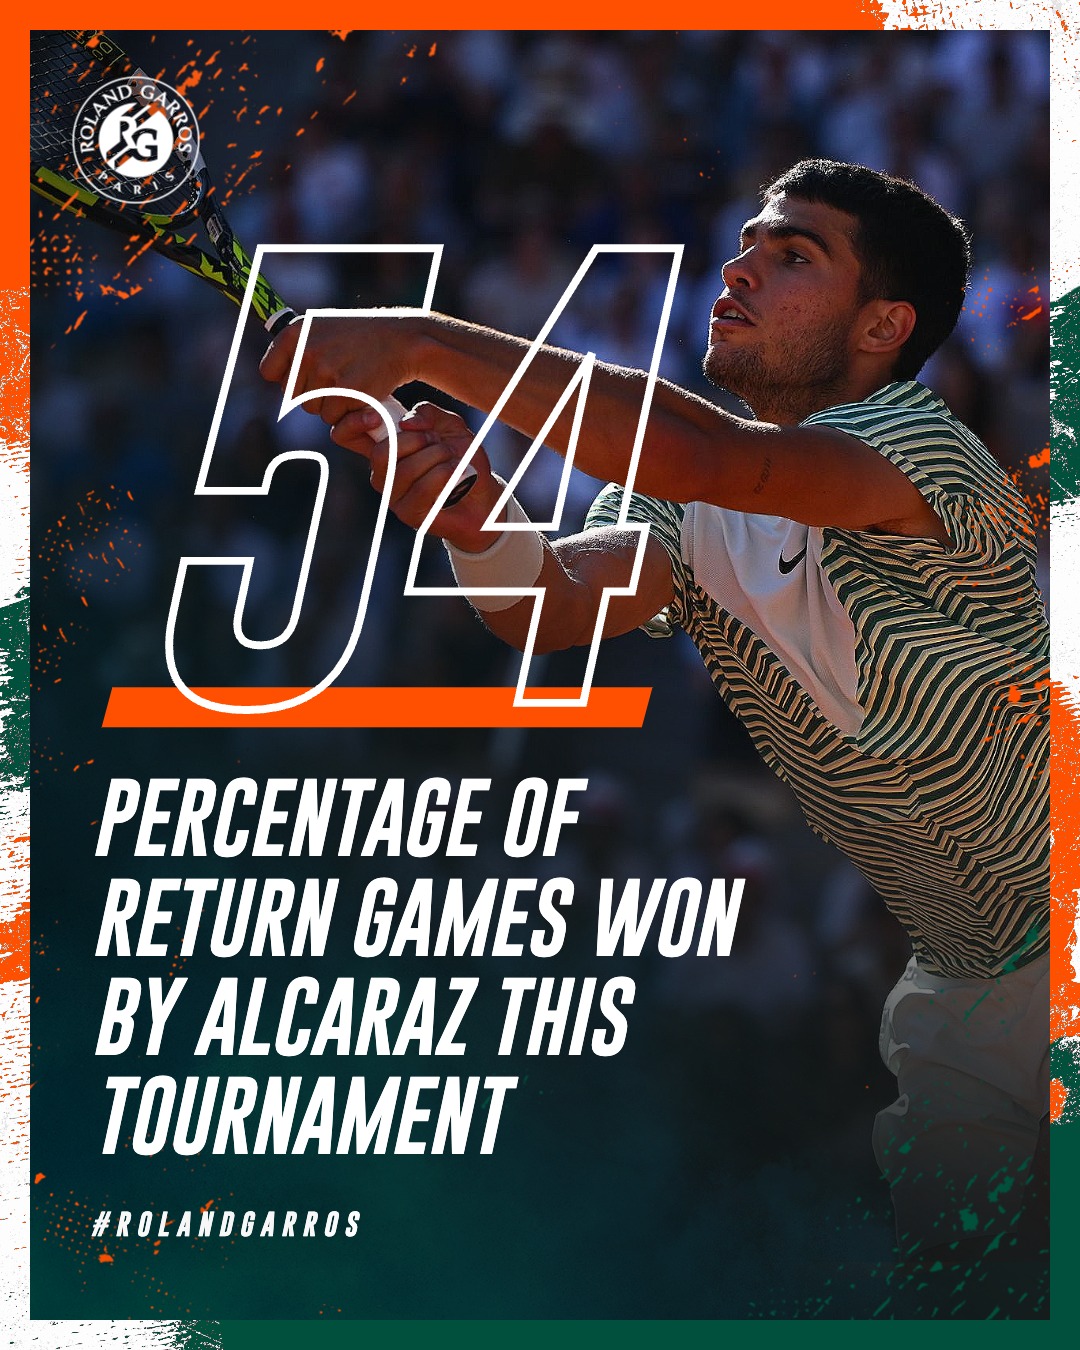 ROLAND GARROS
RG
PARIS
54
PERCENTAGE OF
RETURN GAMES WON
BY ALCARAZ THIS
TOURNAMENT
#ROLANDGARROS